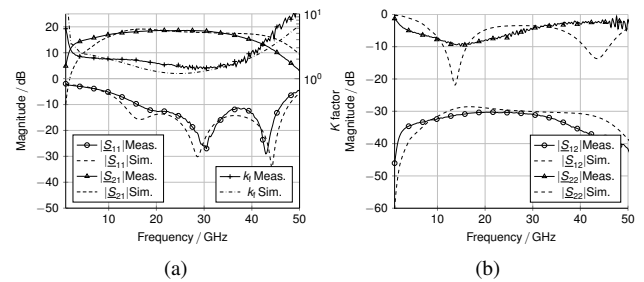 20
10
0
−10
−20
−30
−40
−50
Magnitude / dB
10¹
10⁰
K factor
|S₁₁|Meas.
|S₁₁|Sim.
|S₂₁|Meas.
|S₂₁|Sim.
k_f Meas.
k_f Sim.
10 20 30 40 50
Frequency / GHz
(a)
0
−10
−20
−30
−40
−50
−60
Magnitude / dB
|S₁₂|Meas.
|S₁₂|Sim.
|S₂₂|Meas.
|S₂₂|Sim.
10 20 30 40 50
Frequency / GHz
(b)